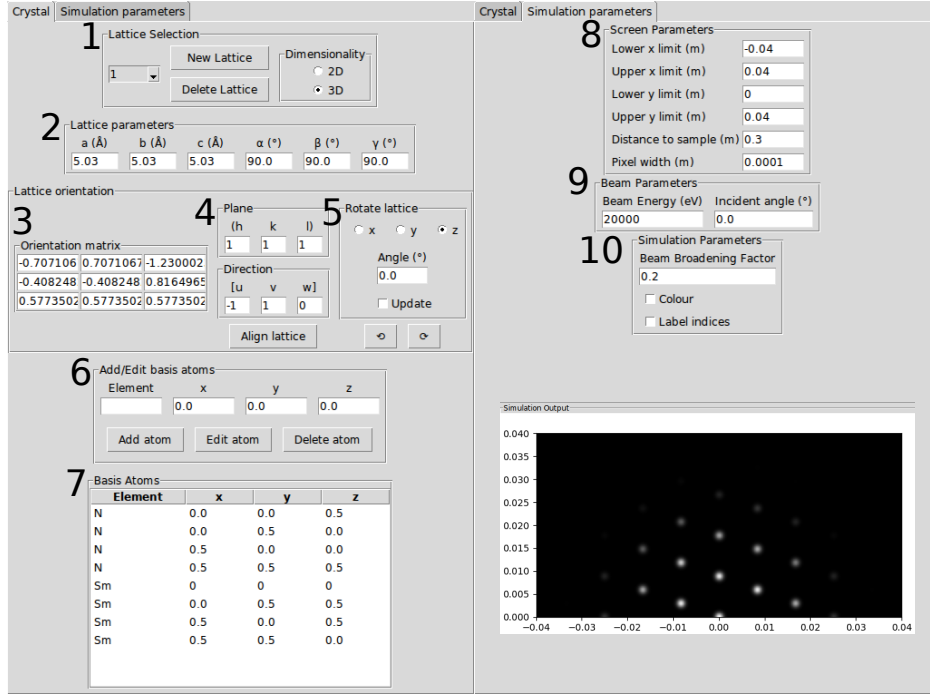 Crystal Simulation parameters
1 Lattice Selection
1
New Lattice
Delete Lattice
Dimensionality
2D
3D
2 Lattice parameters
a (Å) b (Å) c (Å) α (°) β (°) γ (°)
5.03 5.03 5.03 90.0 90.0 90.0
Lattice orientation
3
Orientation matrix
-0.707106 0.7071067 -1.230002
-0.408248 -0.408248 0.8164965
0.5773502 0.5773502 0.5773502
4 Plane
(h k l)
1 1 1
Direction
[u v w]
-1 1 0
Align lattice
5 Rotate lattice
x y z
Angle (°)
0.0
Update
⟲ ⟳
6 Add/Edit basis atoms
Element x y z
0.0 0.0 0.0
Add atom Edit atom Delete atom
7 Basis Atoms
Element x y z
N 0.0 0.0 0.5
N 0.0 0.5 0.0
N 0.5 0.0 0.0
N 0.5 0.5 0.5
Sm 0 0 0
Sm 0.0 0.5 0.5
Sm 0.5 0.0 0.5
Sm 0.5 0.5 0.0
Crystal Simulation parameters
8 Screen Parameters
Lower x limit (m) -0.04
Upper x limit (m) 0.04
Lower y limit (m) 0
Upper y limit (m) 0.04
Distance to sample (m) 0.3
Pixel width (m) 0.0001
9 Beam Parameters
Beam Energy (eV) Incident angle (°)
20000 0.0
10 Simulation Parameters
Beam Broadening Factor
0.2
Colour
Label indices
Simulation Output
0.040
0.035
0.030
0.025
0.020
0.015
0.010
0.005
0.000
−0.04 −0.03 −0.02 −0.01 0.00 0.01 0.02 0.03 0.04